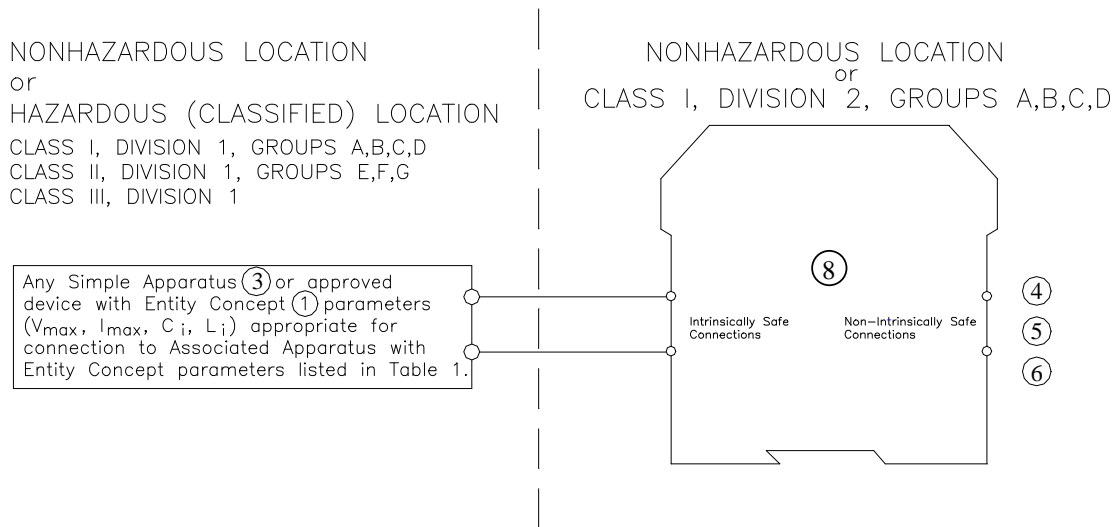 NONHAZARDOUS LOCATION
or
HAZARDOUS (CLASSIFIED) LOCATION
CLASS I, DIVISION 1, GROUPS A,B,C,D
CLASS II, DIVISION 1, GROUPS E,F,G
CLASS III, DIVISION 1
Any Simple Apparatus 3 or approved
device with Entity Concept 1 parameters
(Vmax, Imax, Ci, Li) appropriate for
connection to Associated Apparatus with
Entity Concept parameters listed in Table 1.
NONHAZARDOUS LOCATION
or
CLASS I, DIVISION 2, GROUPS A,B,C,D
8
Intrinsically Safe
Connections
Non-Intrinsically Safe
Connections
4
5
6